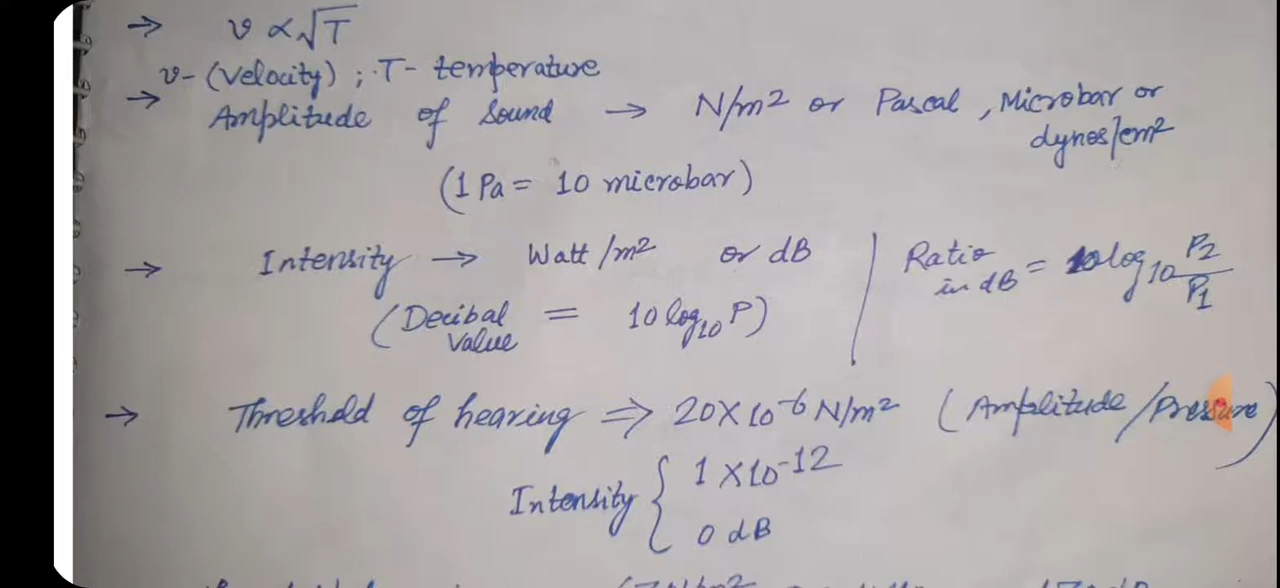 → v ∝ √T
v - (Velocity) ; T - temperature
→ Amplitude of Sound → N/m² or Pascal, Microbar or
dynes/cm²
(1 Pa = 10 microbar)
→ Intensity → Watt/m² or dB | Ratio in dB = 10 log₁₀ P₂/P₁
(Decibal Value = 10 log₁₀ P)
→ Threshold of hearing ⇒ 20 × 10⁻⁶ N/m² (Amplitude/Pressure)
Intensity { 1 × 10⁻¹²
0 dB